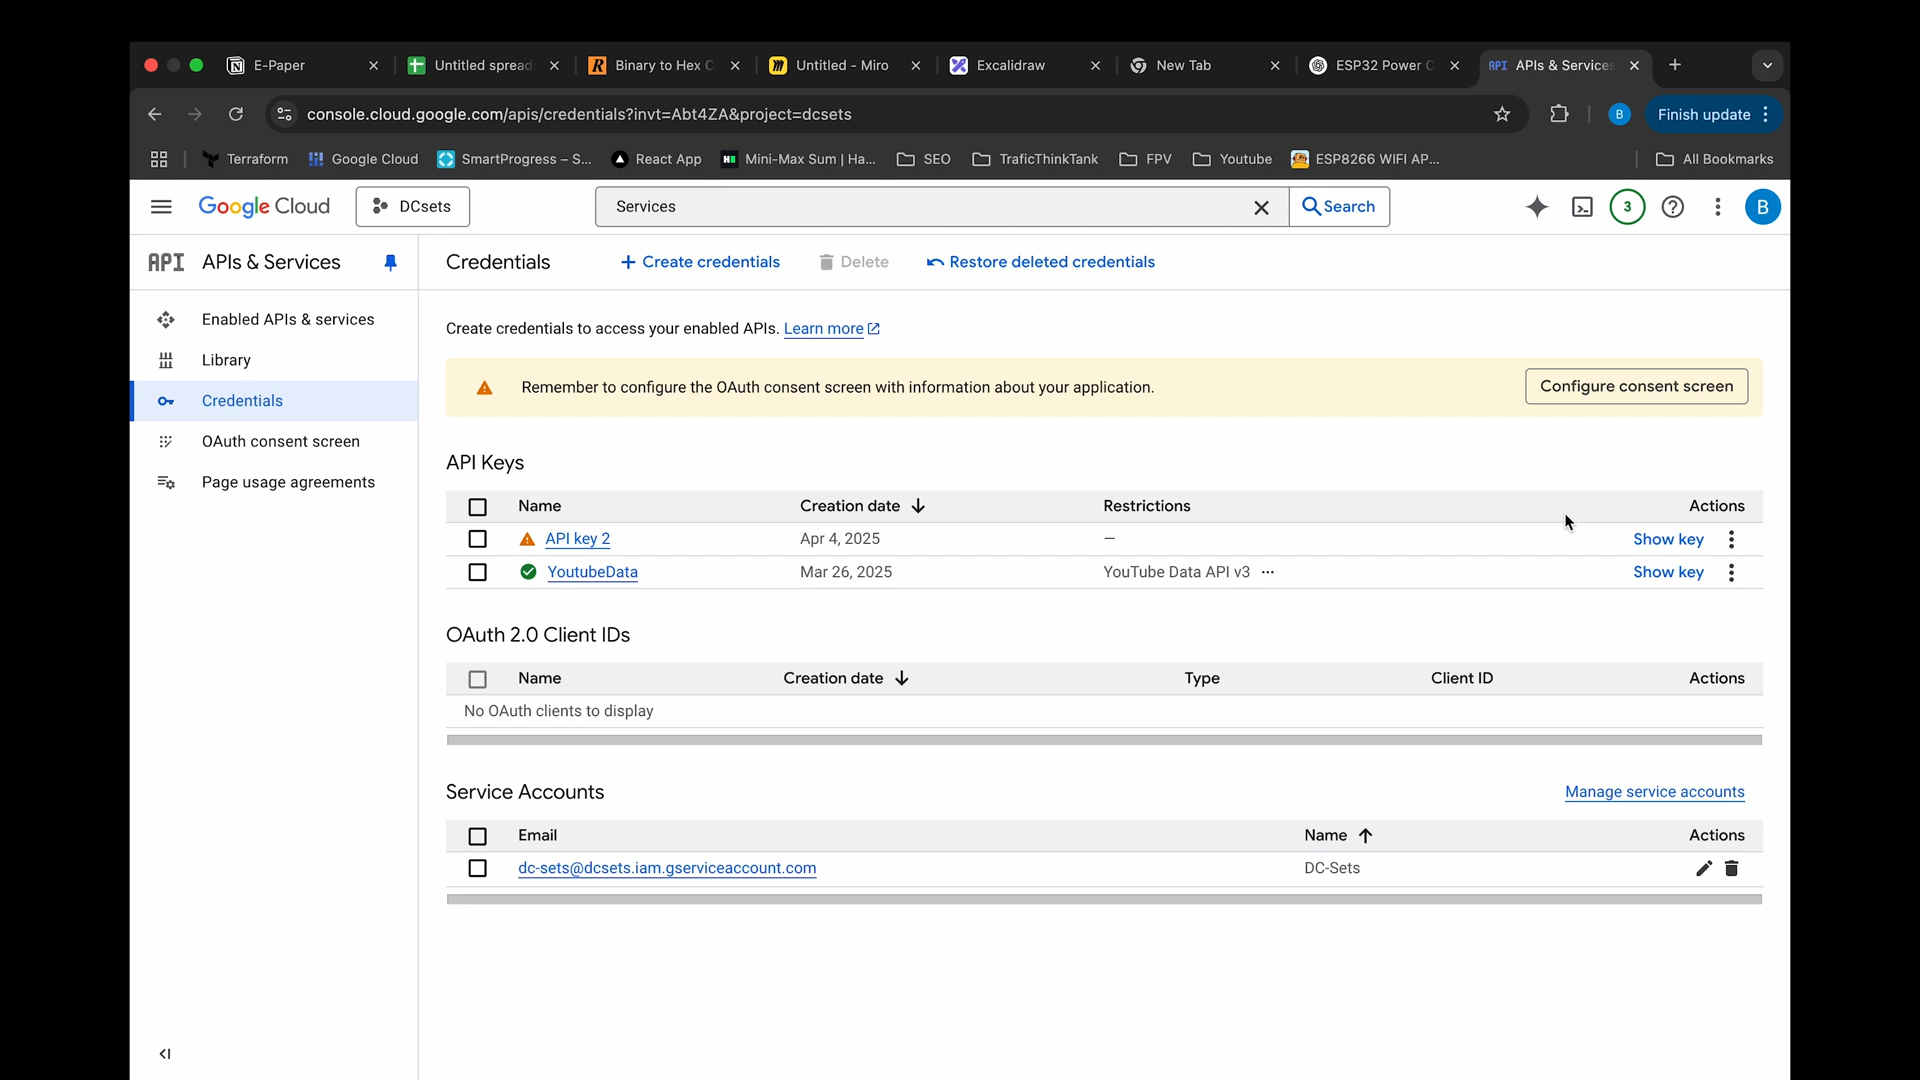 E-Paper
Untitled spread
Binary to Hex C
Untitled - Miro
Excalidraw
New Tab
ESP32 Power C
API APIs & Services
console.cloud.google.com/apis/credentials?invt=Abt4ZA&project=dcsets
B
Finish update
Terraform
Google Cloud
SmartProgress – S...
React App
Mini-Max Sum | Ha...
SEO
TraficThinkTank
FPV
Youtube
ESP8266 WIFI AP...
All Bookmarks
Google Cloud
DCsets
Services
Search
3
B
API APIs & Services
Credentials
Create credentials
Delete
Restore deleted credentials
Enabled APIs & services
Library
Credentials
OAuth consent screen
Page usage agreements
Create credentials to access your enabled APIs. Learn more
Remember to configure the OAuth consent screen with information about your application.
Configure consent screen
API Keys
Name Creation date Restrictions Actions
API key 2 Apr 4, 2025 — Show key
YoutubeData Mar 26, 2025 YouTube Data API v3 ... Show key
OAuth 2.0 Client IDs
Name Creation date Type Client ID Actions
No OAuth clients to display
Service Accounts
Manage service accounts
Email Name Actions
dc-sets@dcsets.iam.gserviceaccount.com DC-Sets